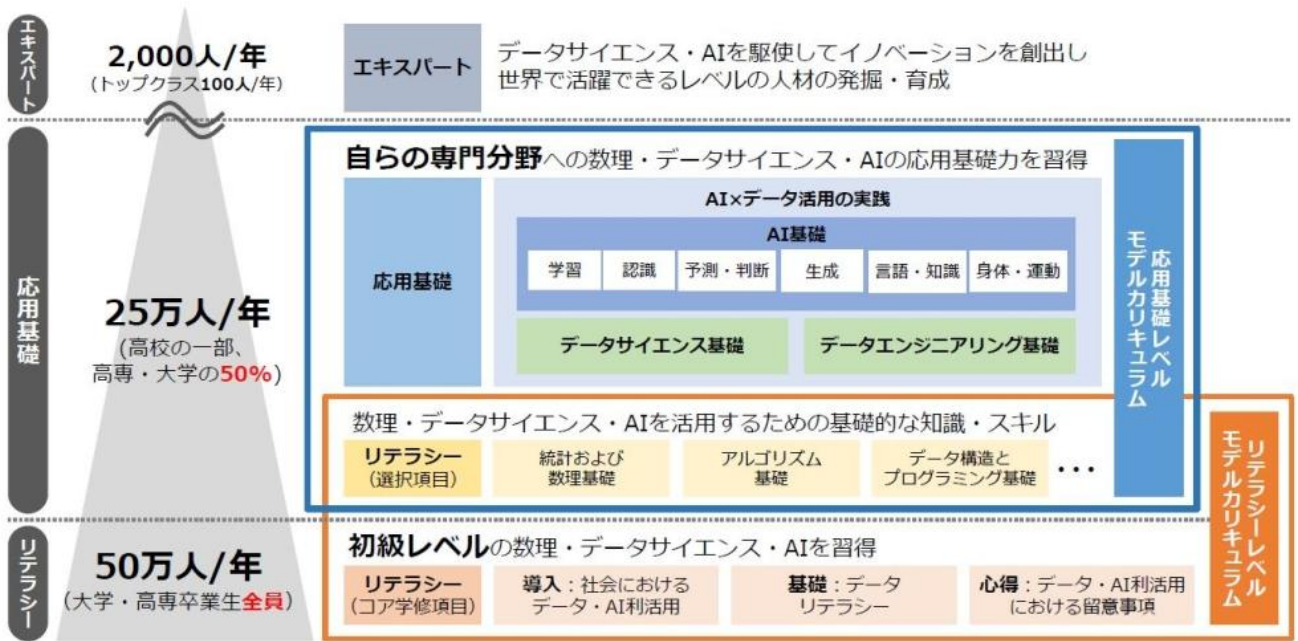 エキスパート
2,000人/年
(トップクラス100人/年)
エキスパート
データサイエンス・AIを駆使してイノベーションを創出し
世界で活躍できるレベルの人材の発掘・育成
応用基礎
25万人/年
(高校の一部、
高専・大学の50%)
自らの専門分野への数理・データサイエンス・AIの応用基礎力を習得
応用基礎
AI×データ活用の実践
AI基礎
学習
認識
予測・判断
生成
言語・知識
身体・運動
データサイエンス基礎
データエンジニアリング基礎
応用基礎レベル
モデルカリキュラム
数理・データサイエンス・AIを活用するための基礎的な知識・スキル
リテラシー
(選択項目)
統計および
数理基礎
アルゴリズム
基礎
データ構造と
プログラミング基礎
・・・
リテラシーレベル
モデルカリキュラム
リテラシー
50万人/年
(大学・高専卒業生全員)
初級レベルの数理・データサイエンス・AIを習得
リテラシー
(コア学修項目)
導入：社会における
データ・AI利活用
基礎：データ
リテラシー
心得：データ・AI利活用
における留意事項